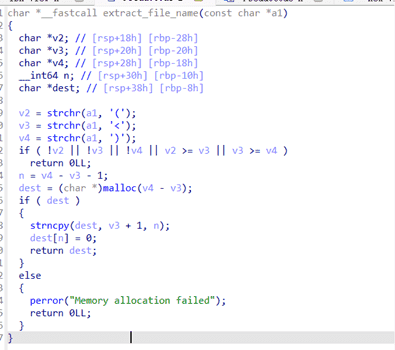 char *__fastcall extract_file_name(const char *a1)
{
  char *v2; // [rsp+18h] [rbp-28h]
  char *v3; // [rsp+20h] [rbp-20h]
  char *v4; // [rsp+28h] [rbp-18h]
  __int64 n; // [rsp+30h] [rbp-10h]
  char *dest; // [rsp+38h] [rbp-8h]

  v2 = strchr(a1, '(');
  v3 = strchr(a1, '<');
  v4 = strchr(a1, ')');
  if ( !v2 || !v3 || !v4 || v2 >= v3 || v3 >= v4 )
    return 0LL;
  n = v4 - v3 - 1;
  dest = (char *)malloc(v4 - v3);
  if ( dest )
  {
    strncpy(dest, v3 + 1, n);
    dest[n] = 0;
    return dest;
  }
  else
  {
    perror("Memory allocation failed");
    return 0LL;
  }
}